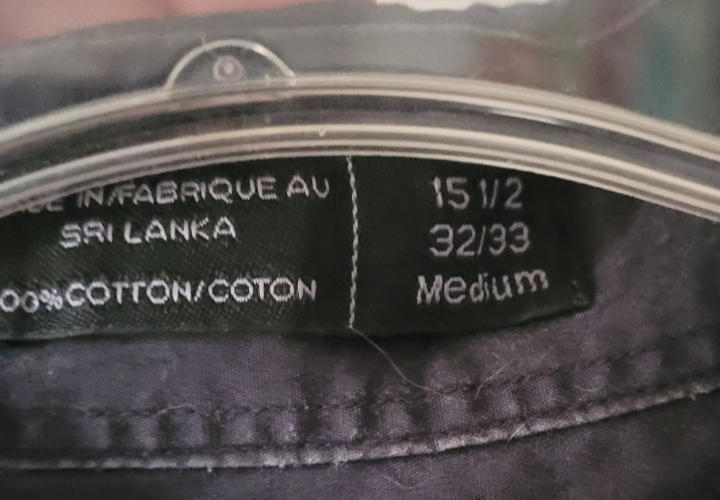 IN/FABRIQUE AU
SRI LANKA
00% COTTON/COTON
15 1/2
32/33
Medium